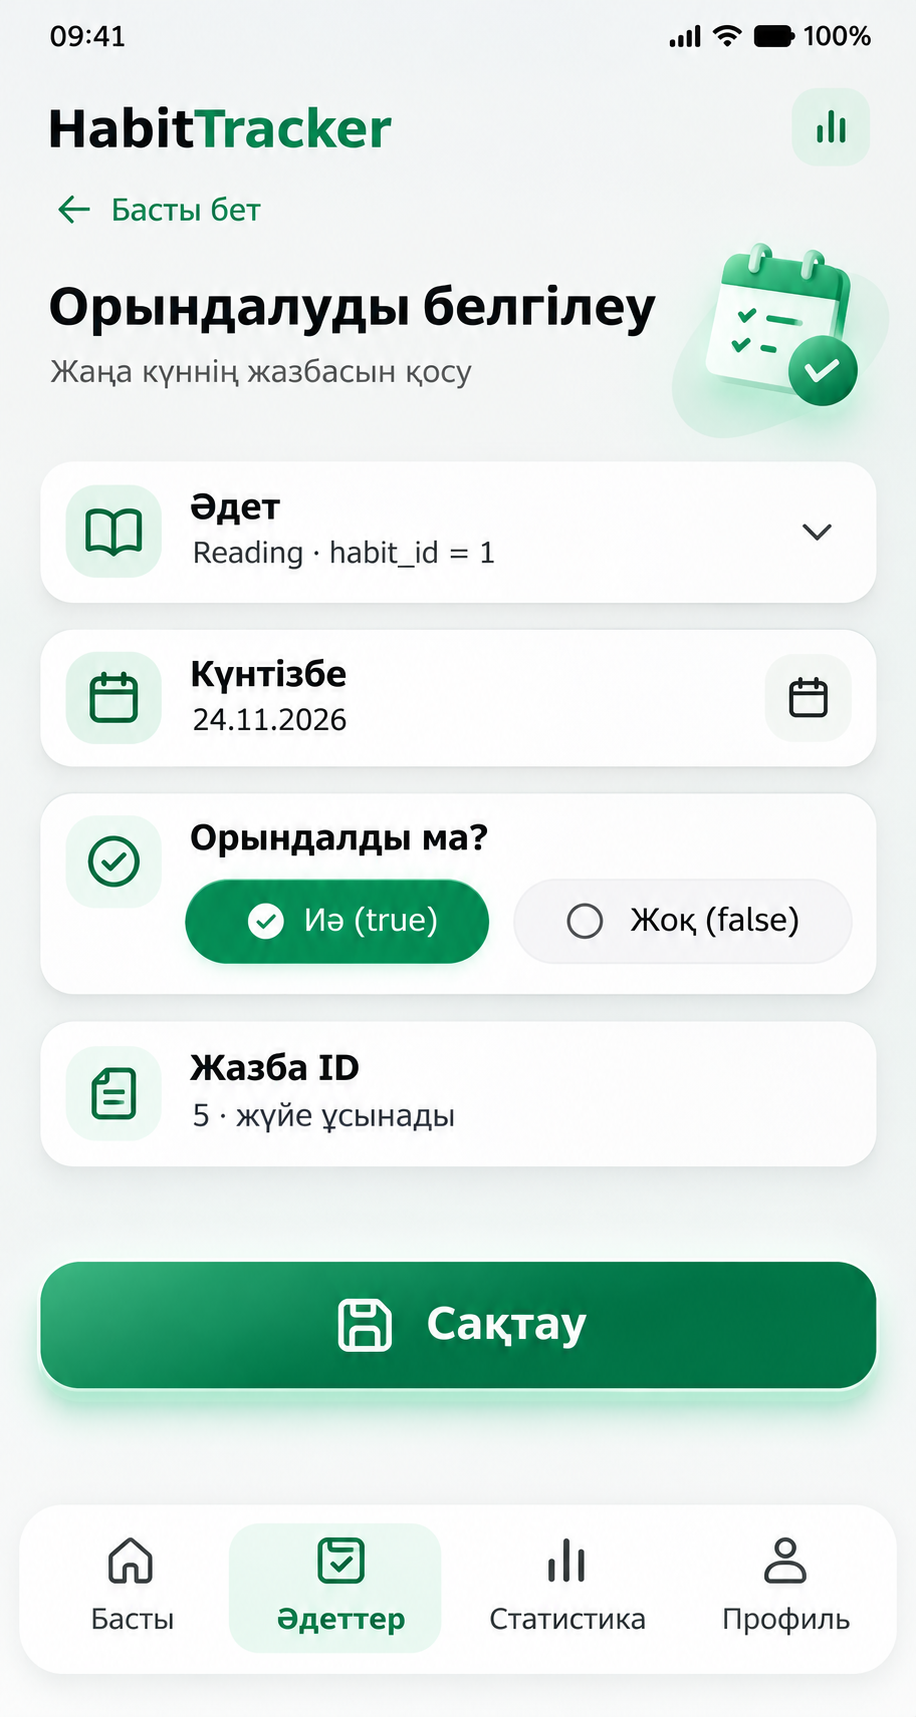 09:41 100%
HabitTracker
Басты бет
Орындалуды белгілеу
Жаңа күннің жазбасын қосу
Әдет
Reading · habit_id = 1
Күнтізбе
24.11.2026
Орындалды ма?
Иә (true) Жоқ (false)
Жазба ID
5 · жүйе ұсынады
Сақтау
Басты Әдеттер Статистика Профиль